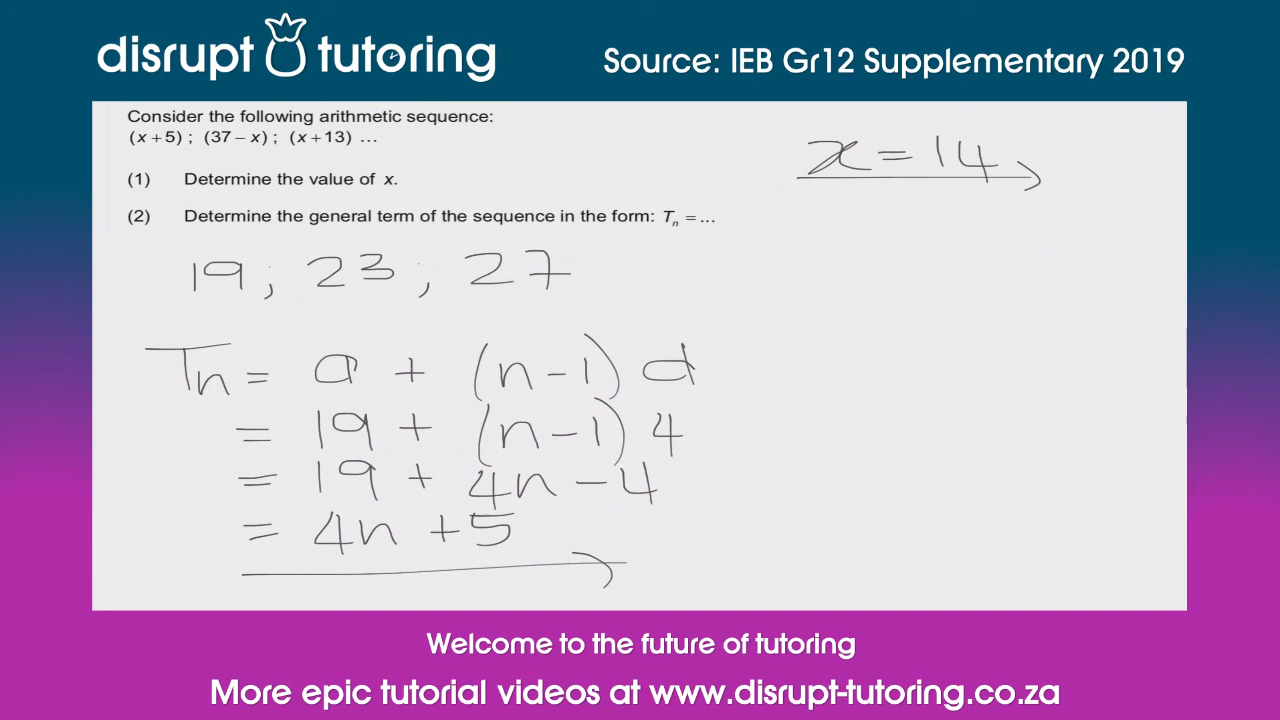 disrupt tutoring
Source: IEB Gr12 Supplementary 2019
Consider the following arithmetic sequence:
(x + 5) ; (37 − x) ; (x + 13) ...
(1) Determine the value of x.
(2) Determine the general term of the sequence in the form: Tₙ = ...
x = 14
19 ; 23 ; 27
Tn = a + (n − 1) d
= 19 + (n − 1) 4
= 19 + 4n − 4
= 4n + 5
Welcome to the future of tutoring
More epic tutorial videos at www.disrupt-tutoring.co.za